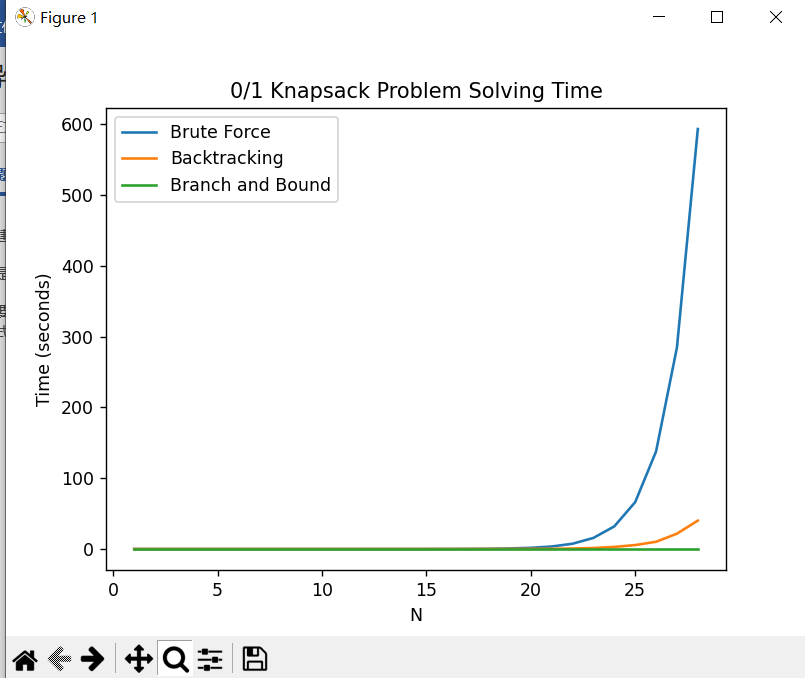 Figure 1
0/1 Knapsack Problem Solving Time
Brute Force
Backtracking
Branch and Bound
Time (seconds)
600
500
400
300
200
100
0
0 5 10 15 20 25
N